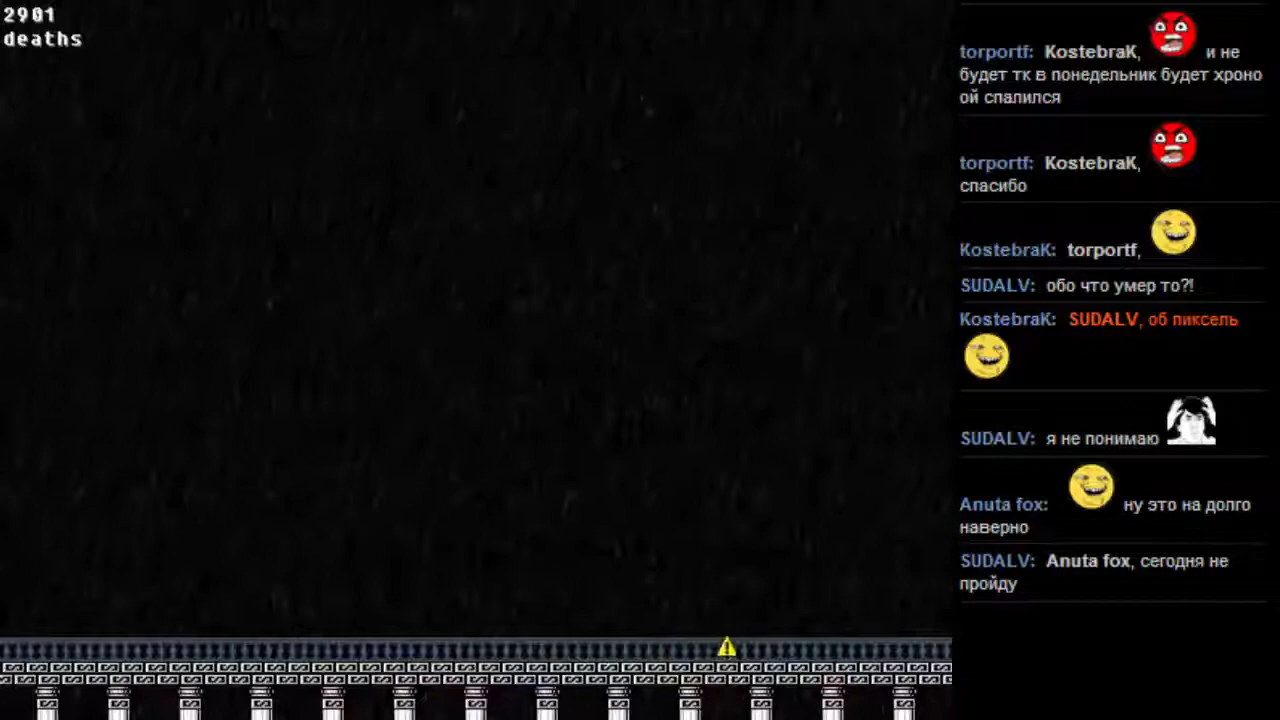 2901
deaths
torportf: KostebraK, и не
будет тк в понедельник будет хроно
ой спалился
torportf: KostebraK,
спасибо
KostebraK: torportf,
SUDALV: обо что умер то?!
KostebraK: SUDALV, об пиксель
SUDALV: я не понимаю
Anuta fox: ну это на долго
наверно
SUDALV: Anuta fox, сегодня не
пройду